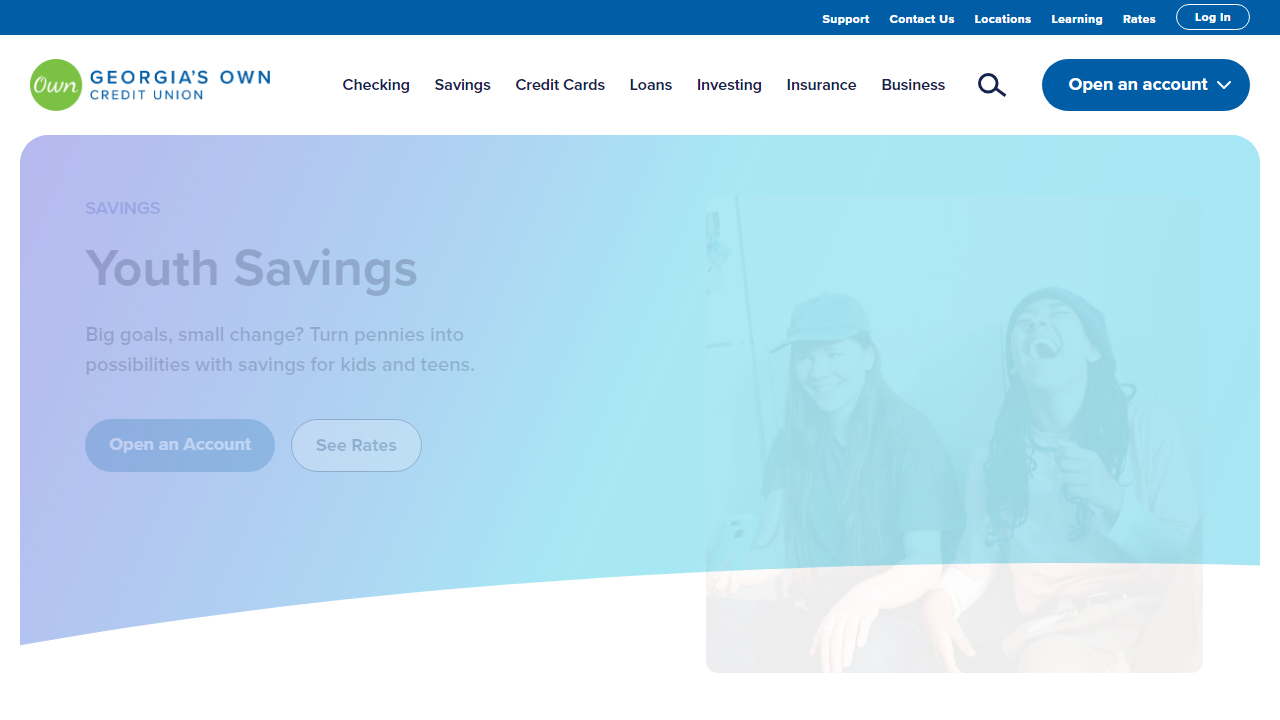 Support Contact Us Locations Learning Rates Log In
Own GEORGIA'S OWN
CREDIT UNION
Checking Savings Credit Cards Loans Investing Insurance Business Open an account
SAVINGS
Youth Savings
Big goals, small change? Turn pennies into
possibilities with savings for kids and teens.
Open an Account See Rates